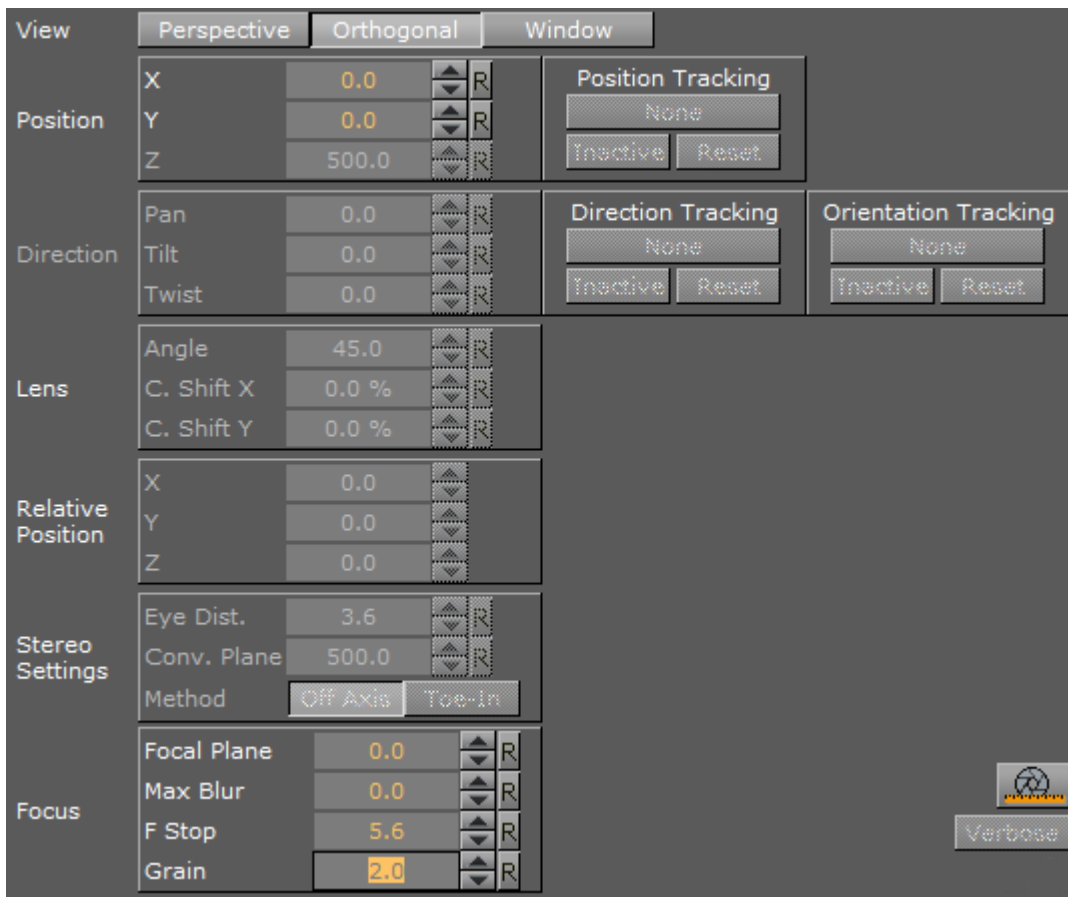 View Perspective Orthogonal Window
X 0.0 R Position Tracking
Position Y 0.0 R None
Z 500.0 R Inactive Reset
Pan 0.0 R Direction Tracking Orientation Tracking
Direction Tilt 0.0 R None None
Twist 0.0 R Inactive Reset Inactive Reset
Angle 45.0 R
Lens C. Shift X 0.0 % R
C. Shift Y 0.0 % R
X 0.0
Relative
Position
Y 0.0
Z 0.0
Eye Dist. 3.6 R
Stereo
Settings
Conv. Plane 500.0 R
Method Off Axis Toe-In
Focal Plane 0.0 R
Max Blur 0.0 R
Focus
F Stop 5.6 R Verbose
Grain 2.0 R